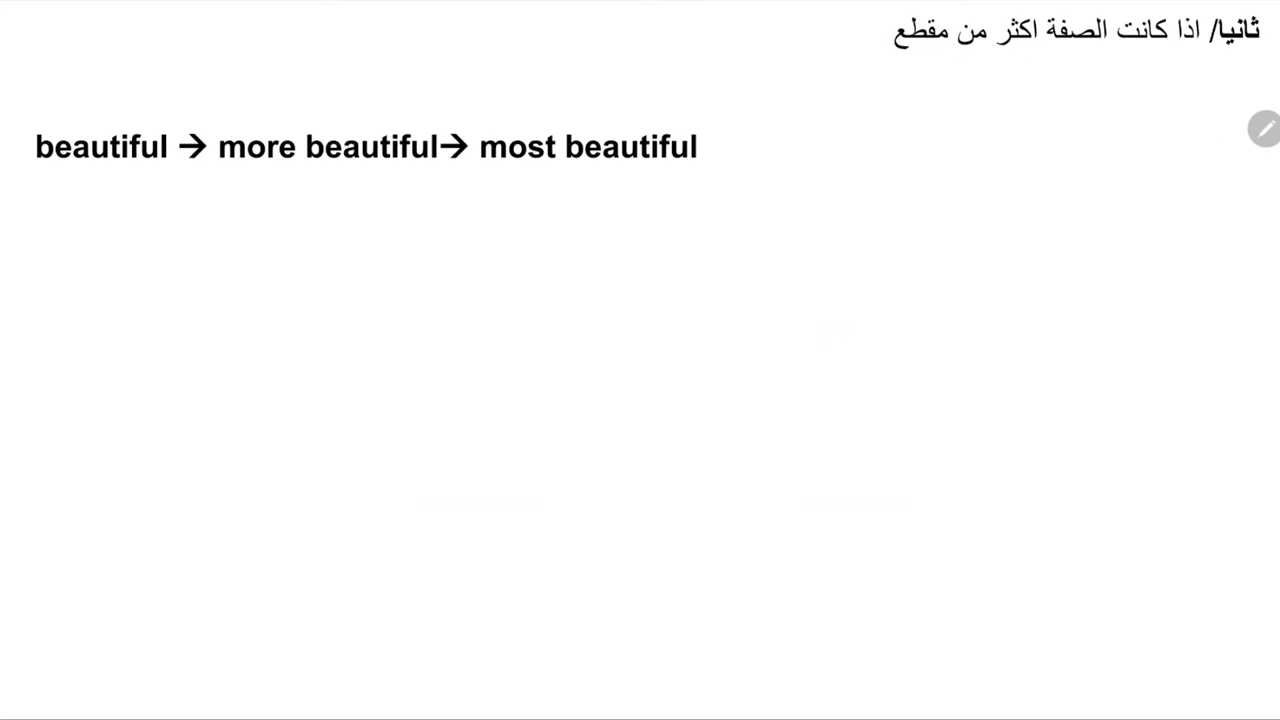 ثانيا/ اذا كانت الصفة اكثر من مقطع
beautiful → more beautiful→ most beautiful